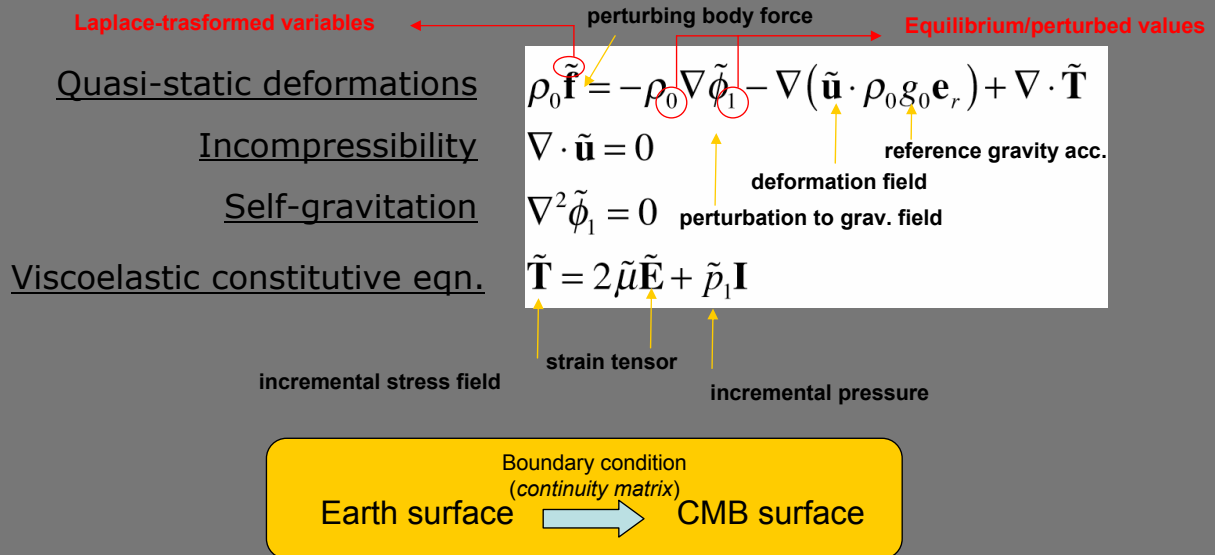 perturbing body force
Laplace-trasformed variables
Equilibrium/perturbed values
Quasi-static deformations
ρ₀f̃ = −ρ₀∇φ̃₁ − ∇(ũ · ρ₀g₀eᵣ) + ∇ · T̃
Incompressibility
∇ · ũ = 0
reference gravity acc.
deformation field
Self-gravitation
∇²φ̃₁ = 0
perturbation to grav. field
Viscoelastic constitutive eqn.
T̃ = 2μ̃Ẽ + p̃₁I
strain tensor
incremental stress field
incremental pressure
Boundary condition
(continuity matrix)
Earth surface CMB surface